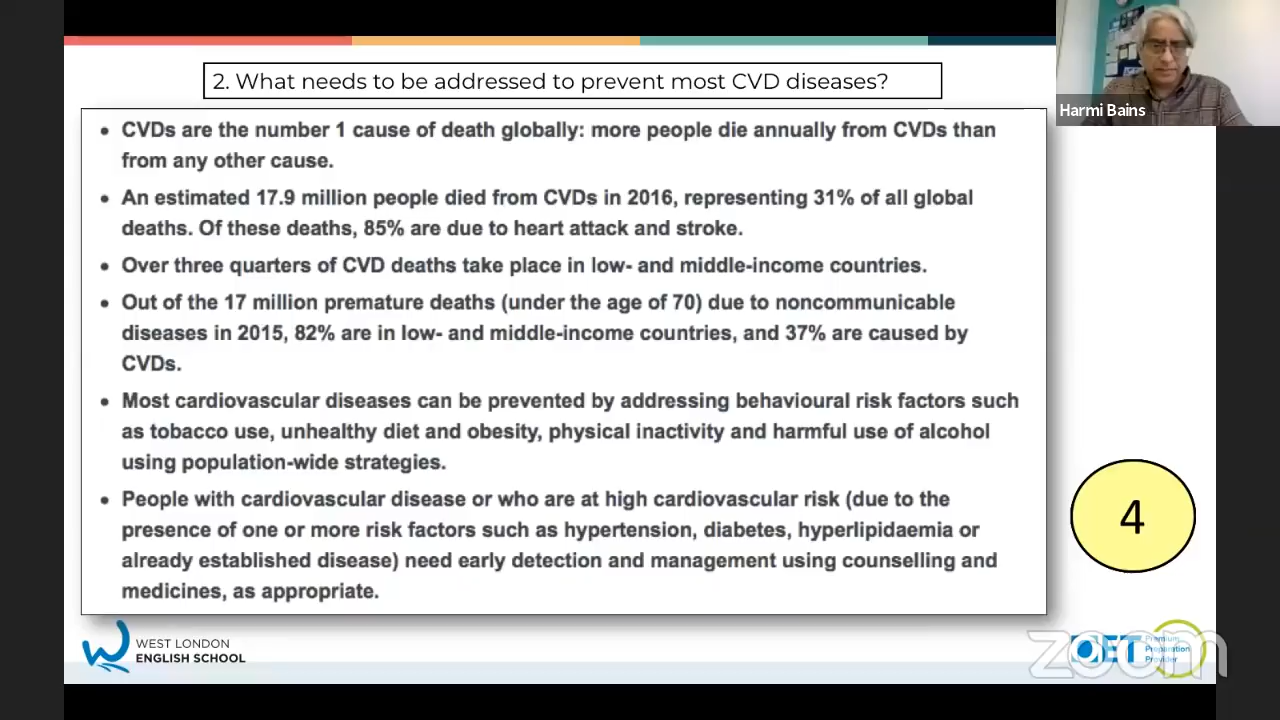 2. What needs to be addressed to prevent most CVD diseases?
Harmi Bains
• CVDs are the number 1 cause of death globally: more people die annually from CVDs than
from any other cause.
• An estimated 17.9 million people died from CVDs in 2016, representing 31% of all global
deaths. Of these deaths, 85% are due to heart attack and stroke.
• Over three quarters of CVD deaths take place in low- and middle-income countries.
• Out of the 17 million premature deaths (under the age of 70) due to noncommunicable
diseases in 2015, 82% are in low- and middle-income countries, and 37% are caused by
CVDs.
• Most cardiovascular diseases can be prevented by addressing behavioural risk factors such
as tobacco use, unhealthy diet and obesity, physical inactivity and harmful use of alcohol
using population-wide strategies.
• People with cardiovascular disease or who are at high cardiovascular risk (due to the
presence of one or more risk factors such as hypertension, diabetes, hyperlipidaemia or
already established disease) need early detection and management using counselling and
medicines, as appropriate.
4
WEST LONDON
ENGLISH SCHOOL
zoom
OET
Premium
Preparation
Provider